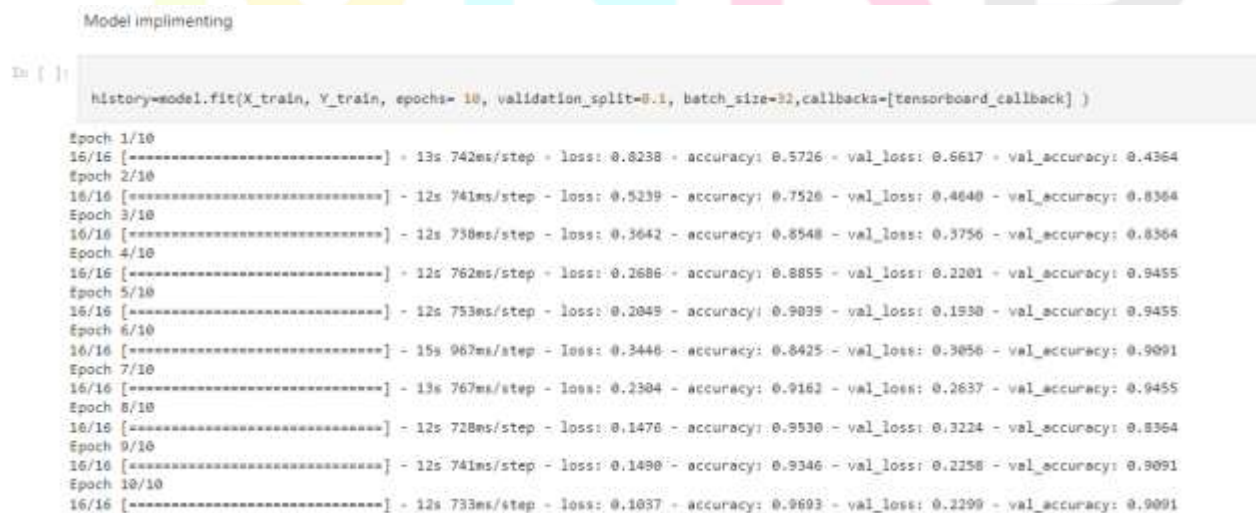 Model implimenting
In [ ]:
history=model.fit(X_train, Y_train, epochs= 10, validation_split=0.1, batch_size=32,callbacks=[tensorboard_callback] )
Epoch 1/10
16/16 [==============================] - 13s 742ms/step - loss: 0.8238 - accuracy: 0.5726 - val_loss: 0.6617 - val_accuracy: 0.4364
Epoch 2/10
16/16 [==============================] - 12s 741ms/step - loss: 0.5239 - accuracy: 0.7526 - val_loss: 0.4640 - val_accuracy: 0.8364
Epoch 3/10
16/16 [==============================] - 12s 738ms/step - loss: 0.3642 - accuracy: 0.8548 - val_loss: 0.3756 - val_accuracy: 0.8364
Epoch 4/10
16/16 [==============================] - 12s 762ms/step - loss: 0.2686 - accuracy: 0.8855 - val_loss: 0.2201 - val_accuracy: 0.9455
Epoch 5/10
16/16 [==============================] - 12s 753ms/step - loss: 0.2049 - accuracy: 0.9039 - val_loss: 0.1930 - val_accuracy: 0.9455
Epoch 6/10
16/16 [==============================] - 15s 967ms/step - loss: 0.3446 - accuracy: 0.8425 - val_loss: 0.3056 - val_accuracy: 0.9091
Epoch 7/10
16/16 [==============================] - 13s 767ms/step - loss: 0.2304 - accuracy: 0.9162 - val_loss: 0.2637 - val_accuracy: 0.9455
Epoch 8/10
16/16 [==============================] - 12s 728ms/step - loss: 0.1476 - accuracy: 0.9530 - val_loss: 0.3224 - val_accuracy: 0.8364
Epoch 9/10
16/16 [==============================] - 12s 741ms/step - loss: 0.1490 - accuracy: 0.9346 - val_loss: 0.2258 - val_accuracy: 0.9091
Epoch 10/10
16/16 [==============================] - 12s 733ms/step - loss: 0.1037 - accuracy: 0.9693 - val_loss: 0.2299 - val_accuracy: 0.9091